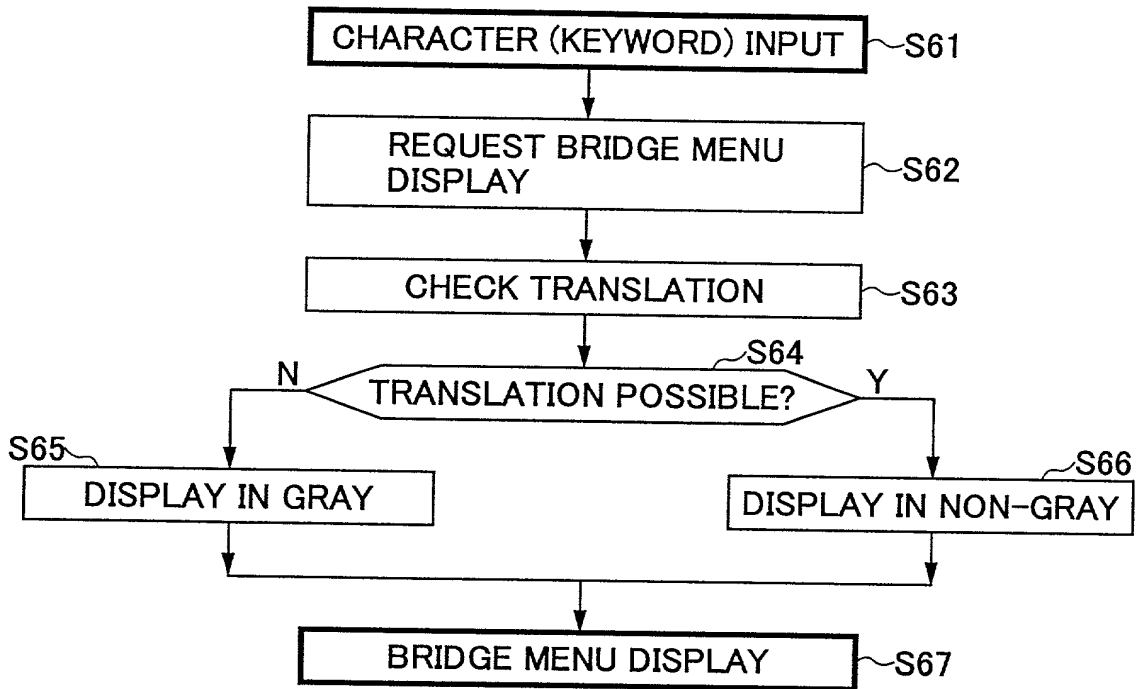 CHARACTER (KEYWORD) INPUT
S61
REQUEST BRIDGE MENU
DISPLAY
S62
CHECK TRANSLATION
S63
S64
N
TRANSLATION POSSIBLE?
Y
S65
DISPLAY IN GRAY
S66
DISPLAY IN NON-GRAY
BRIDGE MENU DISPLAY
S67